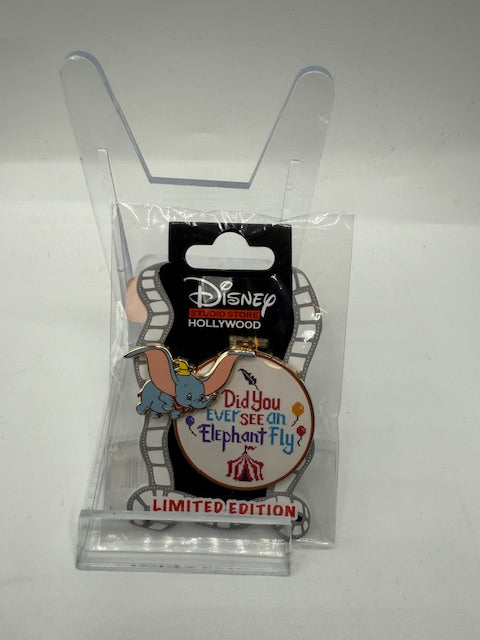 Disney
STUDIO STORE
HOLLYWOOD
Did You
EVER SEE an
Elephant Fly
LIMITED EDITION